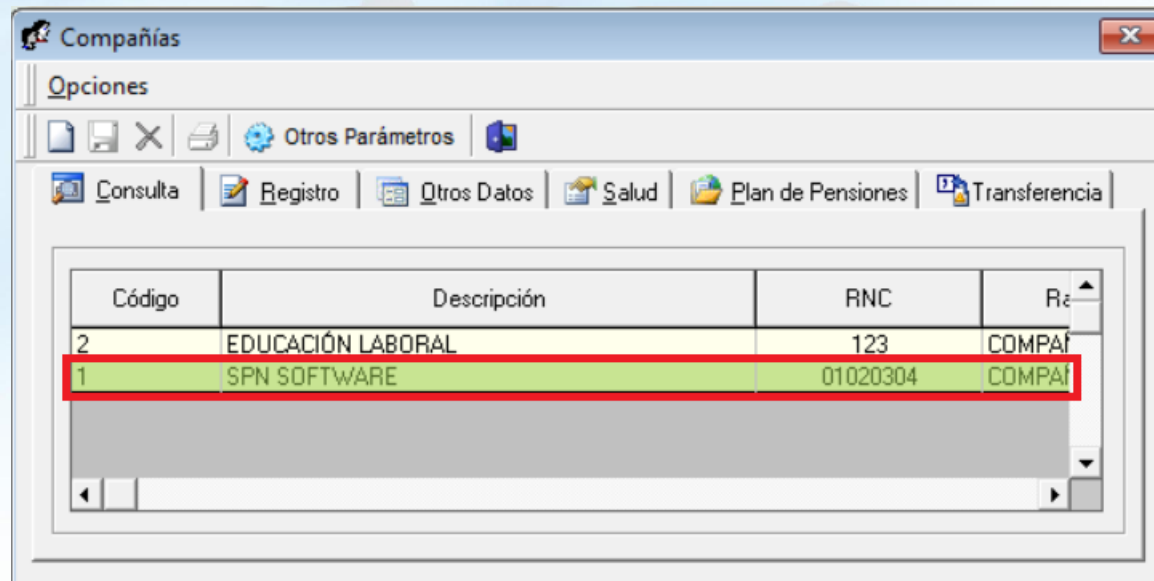 Compañías
Opciones
Otros Parámetros
Consulta Registro Otros Datos Salud Plan de Pensiones Transferencia
Código Descripción RNC
2 EDUCACIÓN LABORAL 123
1 SPN SOFTWARE 01020304